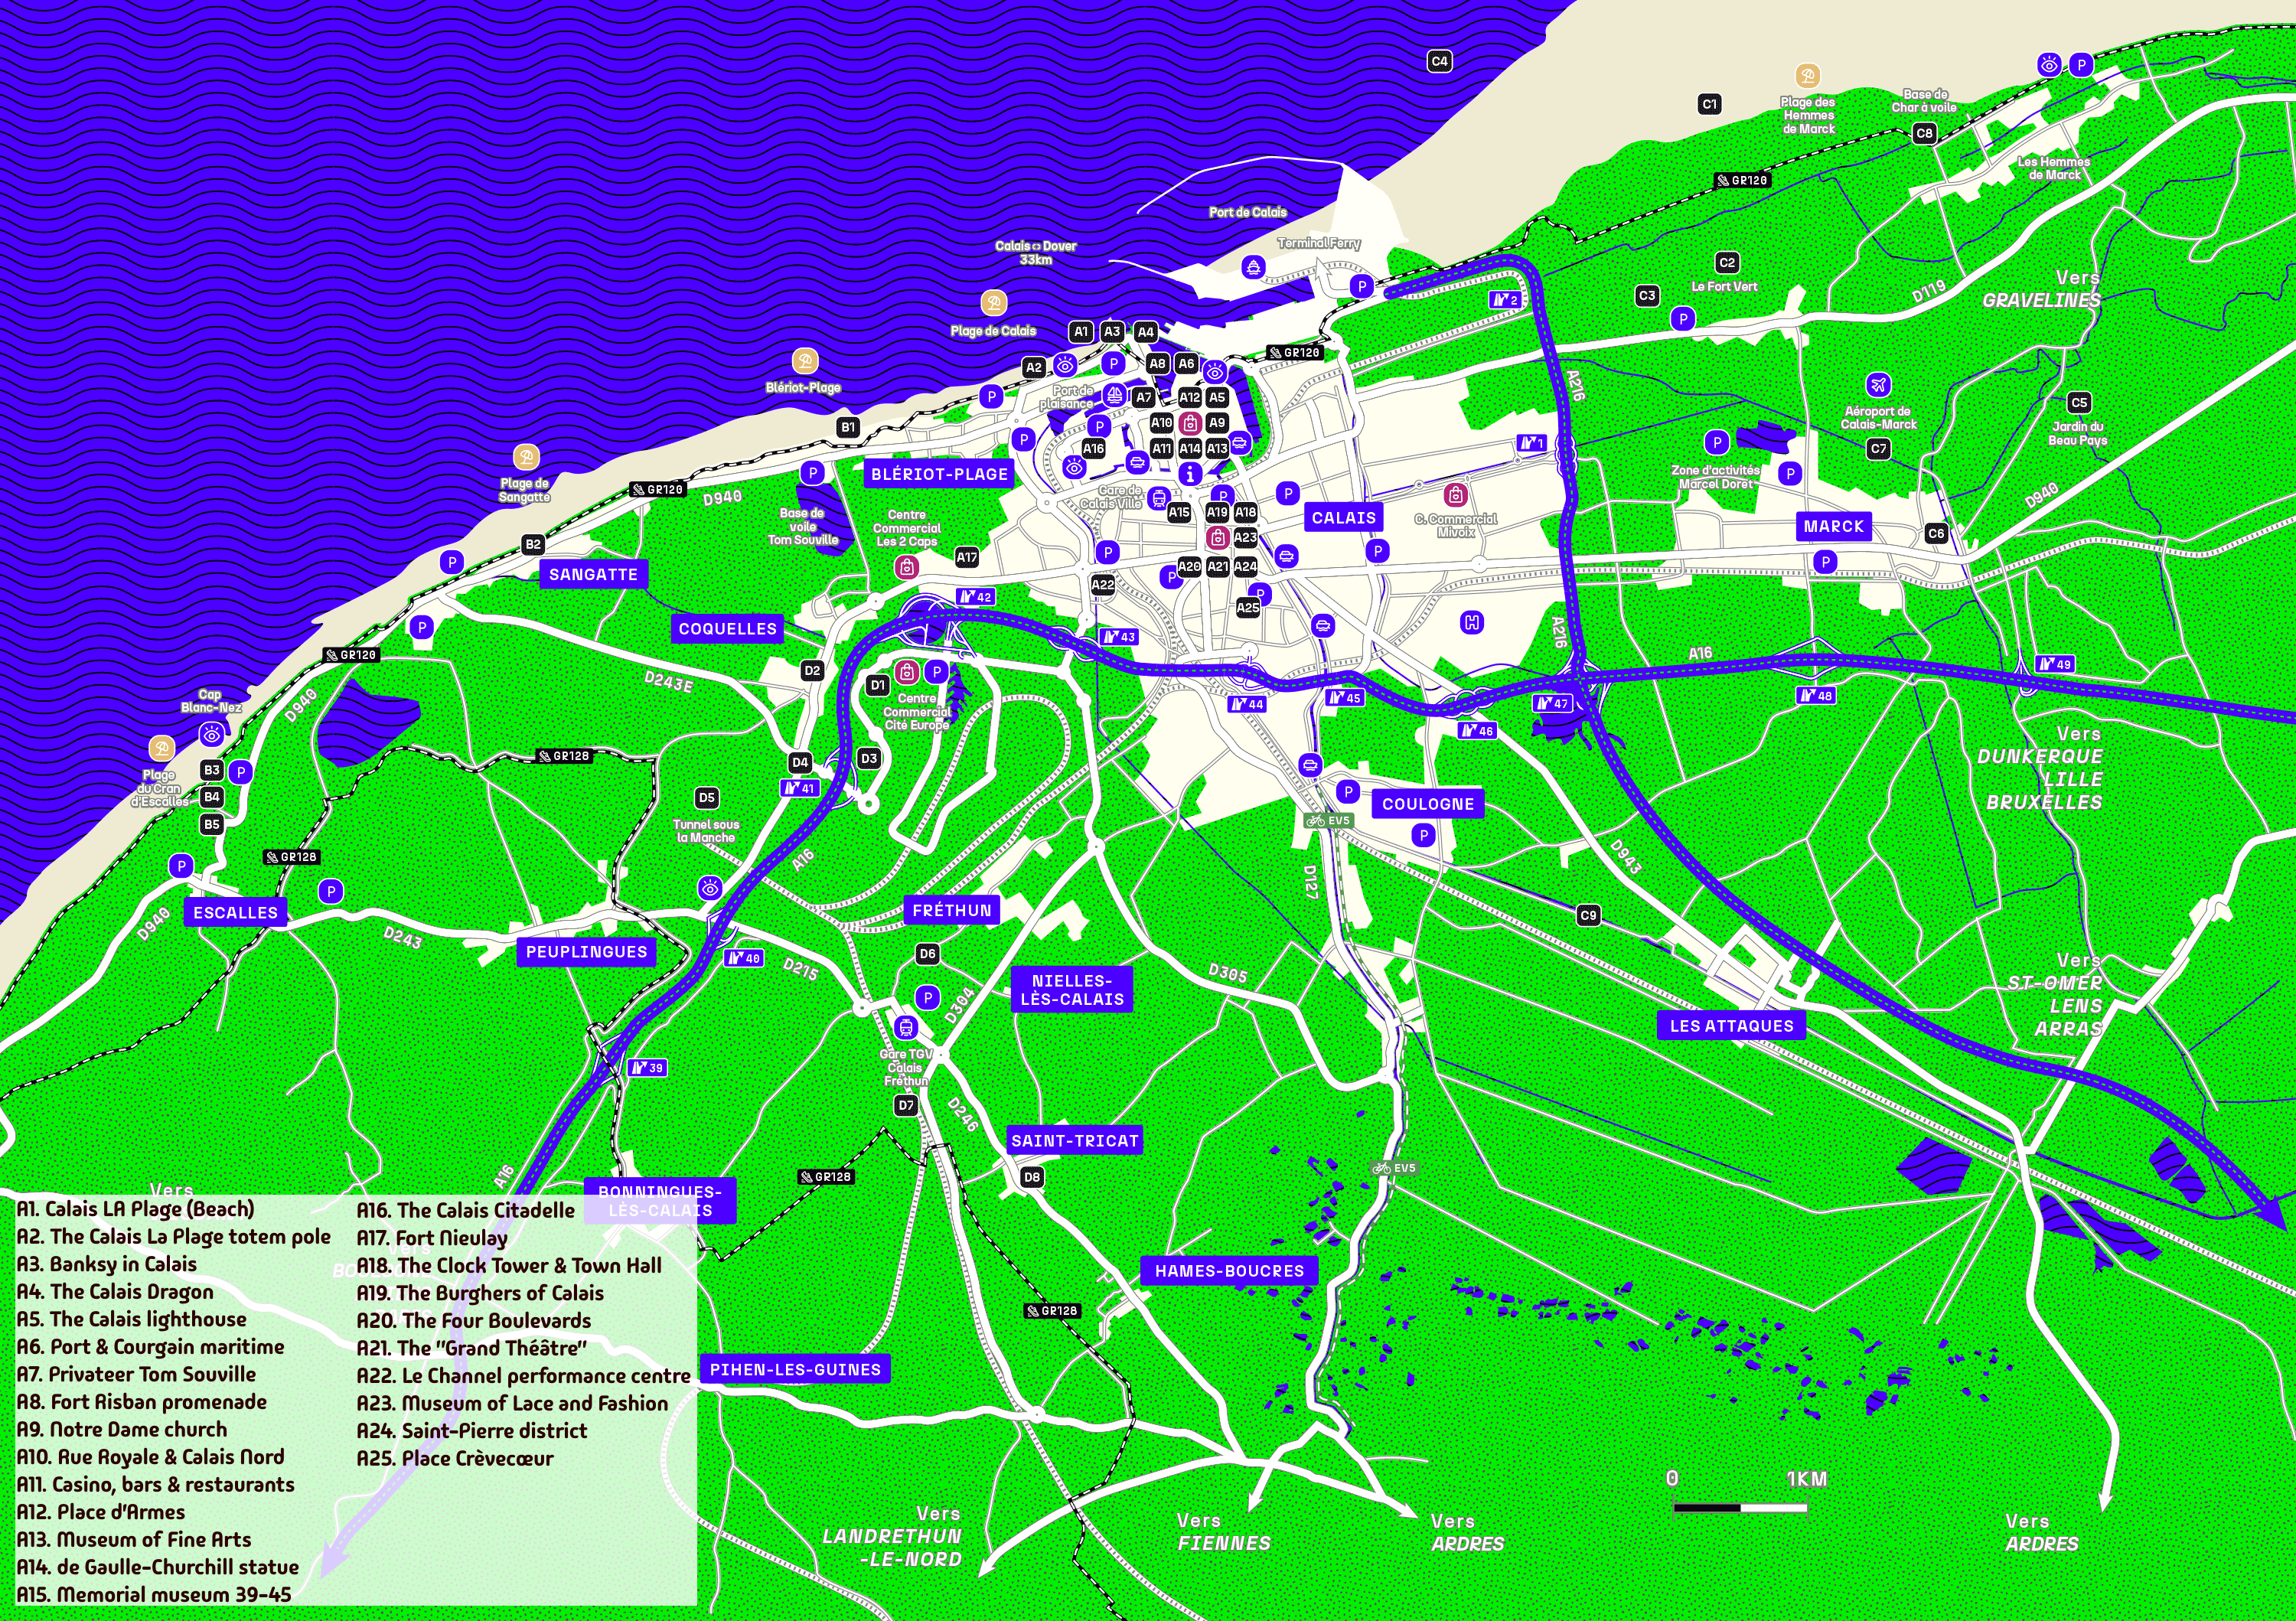 C4
C1
Plage des
Hemmes
de Marck
Base de
Char à voile
C8
P
Les Hemmes
de Marck
GR120
Port de Calais
Terminal Ferry
Calais ⇔ Dover
33km
P
2
C2
Le Fort Vert
C3
P
D119
Vers
GRAVELINES
Plage de Calais
A1
A3
A4
A2
P
A8
A6
GR120
Blériot-Plage
P
Port de
plaisance
A7
A12
A5
A216
Aéroport de
Calais-Marck
C7
C5
Jardin du
Beau Pays
B1
P
P
A10
A9
A16
A11
A14
A13
i
1
P
Zone d'activités
Marcel Doret
P
Plage de
Sangatte
GR120
D940
P
BLÉRIOT-PLAGE
Base de
voile
Tom Souville
Centre
Commercial
Les 2 Caps
Gare de
Calais Ville
P
P
A15
A19
A18
CALAIS
C. Commercial
Mivoix
MARCK
D940
C6
B2
P
SANGATTE
A17
P
A23
P
P
A20
A21
A24
P
A22
P
A25
42
COQUELLES
43
H
A216
A16
49
P
GR120
D940
D243E
D2
D1
P
Centre
Commercial
Cité Europe
44
45
46
47
48
Cap
Blanc-Nez
Plage
du Cran
d'Escalles
B3
P
B4
B5
GR128
D4
D3
41
D5
Tunnel sous
la Manche
A16
P
COULOGNE
EV5
P
Vers
DUNKERQUE
LILLE
BRUXELLES
GR128
P
P
ESCALLES
D940
D243
PEUPLINGUES
FRÉTHUN
D127
D943
C9
40
D215
D6
P
D304
NIELLES-
LÈS-CALAIS
D305
LES ATTAQUES
Vers
ST-OMER
LENS
ARRAS
Gare TGV
Calais
Fréthun
39
D7
D246
SAINT-TRICAT
D8
GR128
EV5
A16
BONNINGUES-
LÈS-CALAIS
HAMES-BOUCRES
GR128
PIHEN-LES-GUINES
Vers
A1. Calais LA Plage (Beach)
A2. The Calais La Plage totem pole
A3. Banksy in Calais
A4. The Calais Dragon
A5. The Calais lighthouse
A6. Port & Courgain maritime
A7. Privateer Tom Souville
A8. Fort Risban promenade
A9. Notre Dame church
A10. Rue Royale & Calais Nord
A11. Casino, bars & restaurants
A12. Place d'Armes
A13. Museum of Fine Arts
A14. de Gaulle-Churchill statue
A15. Memorial museum 39-45
A16. The Calais Citadelle
A17. Fort Nieulay
A18. The Clock Tower & Town Hall
A19. The Burghers of Calais
A20. The Four Boulevards
A21. The "Grand Théâtre"
A22. Le Channel performance centre
A23. Museum of Lace and Fashion
A24. Saint-Pierre district
A25. Place Crèvecœur
Vers
LANDRETHUN
-LE-NORD
Vers
FIENNES
Vers
ARDRES
0 1KM
Vers
ARDRES